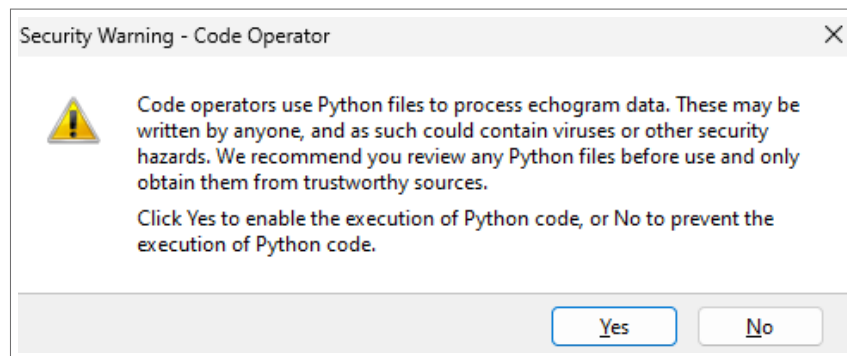 Security Warning - Code Operator
Code operators use Python files to process echogram data. These may be
written by anyone, and as such could contain viruses or other security
hazards. We recommend you review any Python files before use and only
obtain them from trustworthy sources.
Click Yes to enable the execution of Python code, or No to prevent the
execution of Python code.
Yes No